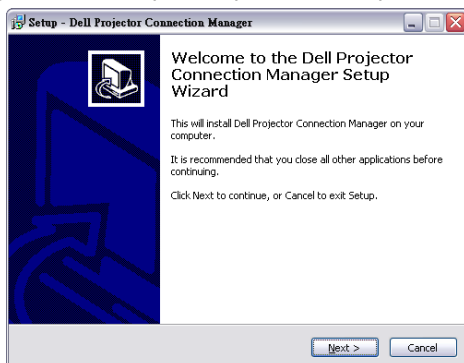 Setup - Dell Projector Connection Manager
Welcome to the Dell Projector
Connection Manager Setup
Wizard
This will install Dell Projector Connection Manager on your
computer.
It is recommended that you close all other applications before
continuing.
Click Next to continue, or Cancel to exit Setup.
Next >
Cancel